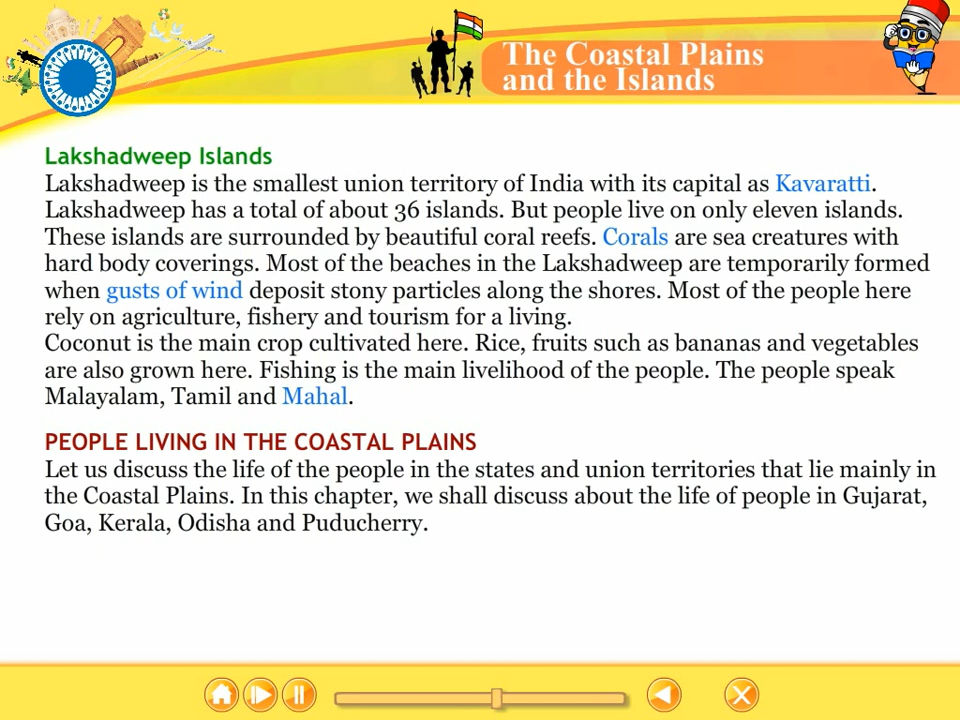 The Coastal Plains
and the Islands
Lakshadweep Islands
Lakshadweep is the smallest union territory of India with its capital as Kavaratti.
Lakshadweep has a total of about 36 islands. But people live on only eleven islands.
These islands are surrounded by beautiful coral reefs. Corals are sea creatures with
hard body coverings. Most of the beaches in the Lakshadweep are temporarily formed
when gusts of wind deposit stony particles along the shores. Most of the people here
rely on agriculture, fishery and tourism for a living.
Coconut is the main crop cultivated here. Rice, fruits such as bananas and vegetables
are also grown here. Fishing is the main livelihood of the people. The people speak
Malayalam, Tamil and Mahal.
PEOPLE LIVING IN THE COASTAL PLAINS
Let us discuss the life of the people in the states and union territories that lie mainly in
the Coastal Plains. In this chapter, we shall discuss about the life of people in Gujarat,
Goa, Kerala, Odisha and Puducherry.